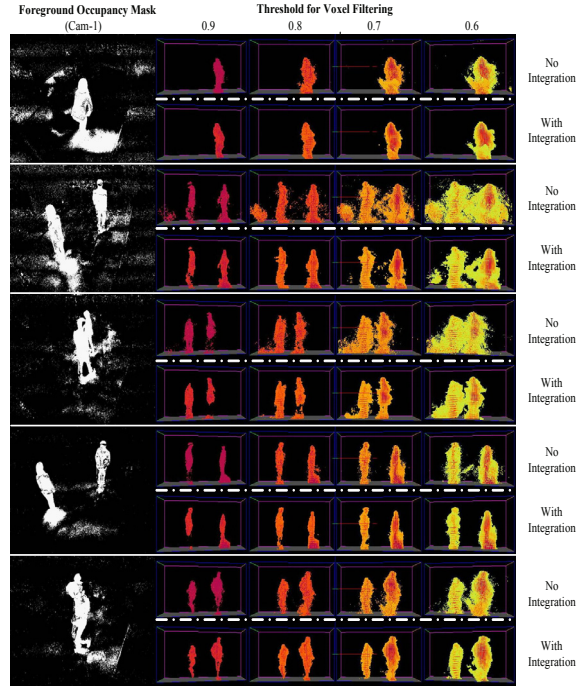 Foreground Occupancy Mask
(Cam-1)
Threshold for Voxel Filtering
0.9 0.8 0.7 0.6
No
Integration
With
Integration
No
Integration
With
Integration
No
Integration
With
Integration
No
Integration
With
Integration
No
Integration
With
Integration